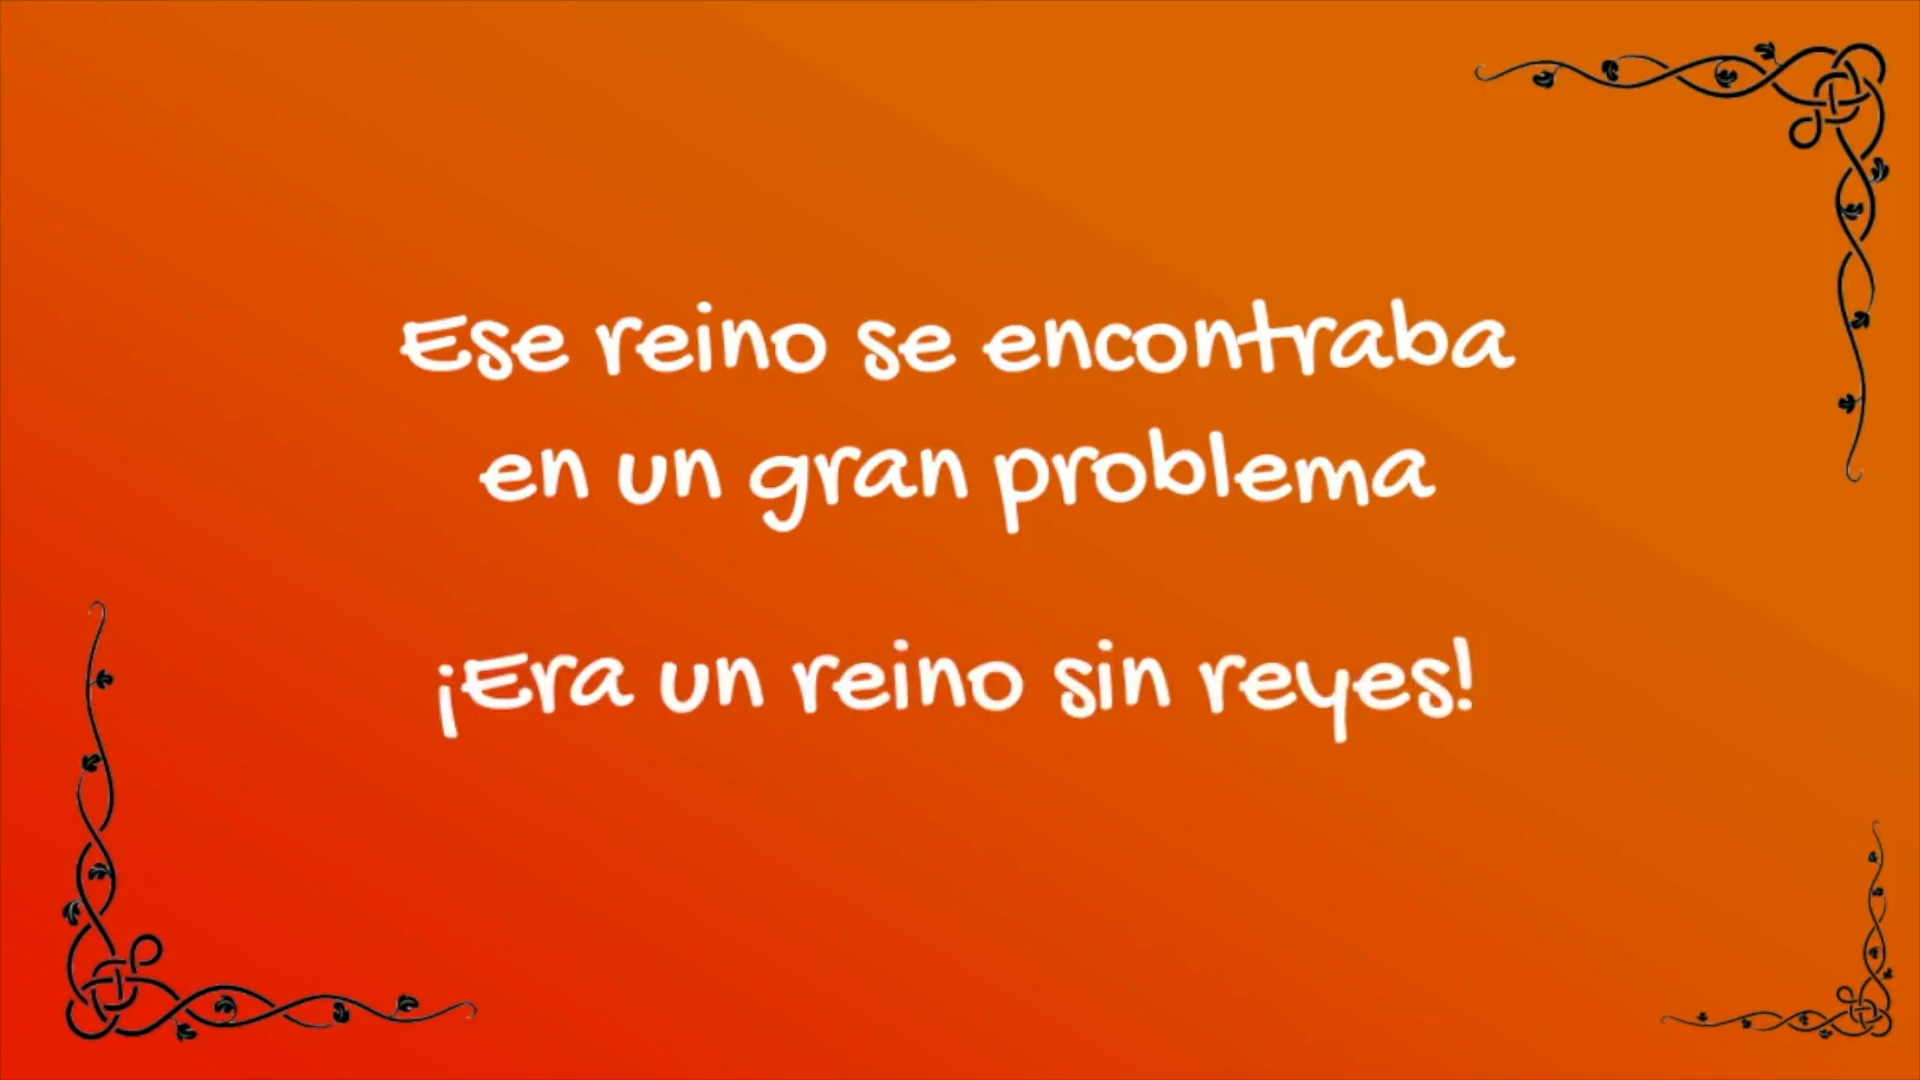 Ese reino se encontraba
en un gran problema
¡Era un reino sin reyes!